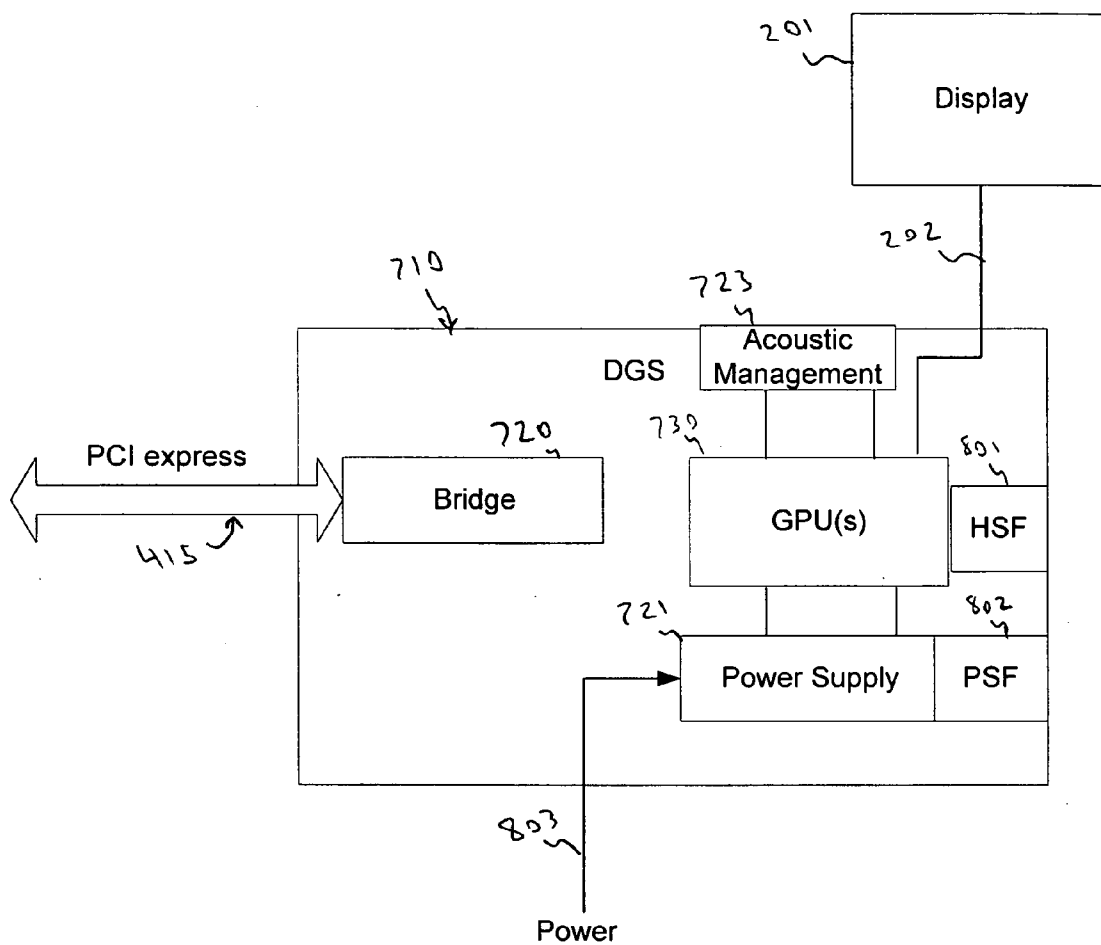 201
Display
202
710
723
Acoustic
Management
DGS
PCI express
720
730
801
Bridge
GPU(s)
HSF
415
721
802
Power Supply
PSF
803
Power